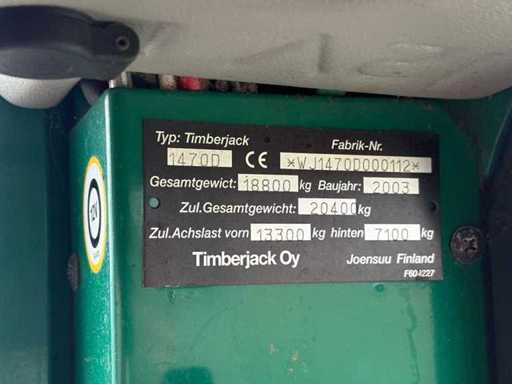 Typ: Timberjack Fabrik-Nr.
1470D CE *WJ1470D000112*
Gesamtgewict: 18800 kg Baujahr: 2003
Zul.Gesamtgewicht: 20400 kg
Zul.Achslast vorn 13300 kg hinten 7100 kg
Timberjack Oy Joensuu Finland
F604227
12V